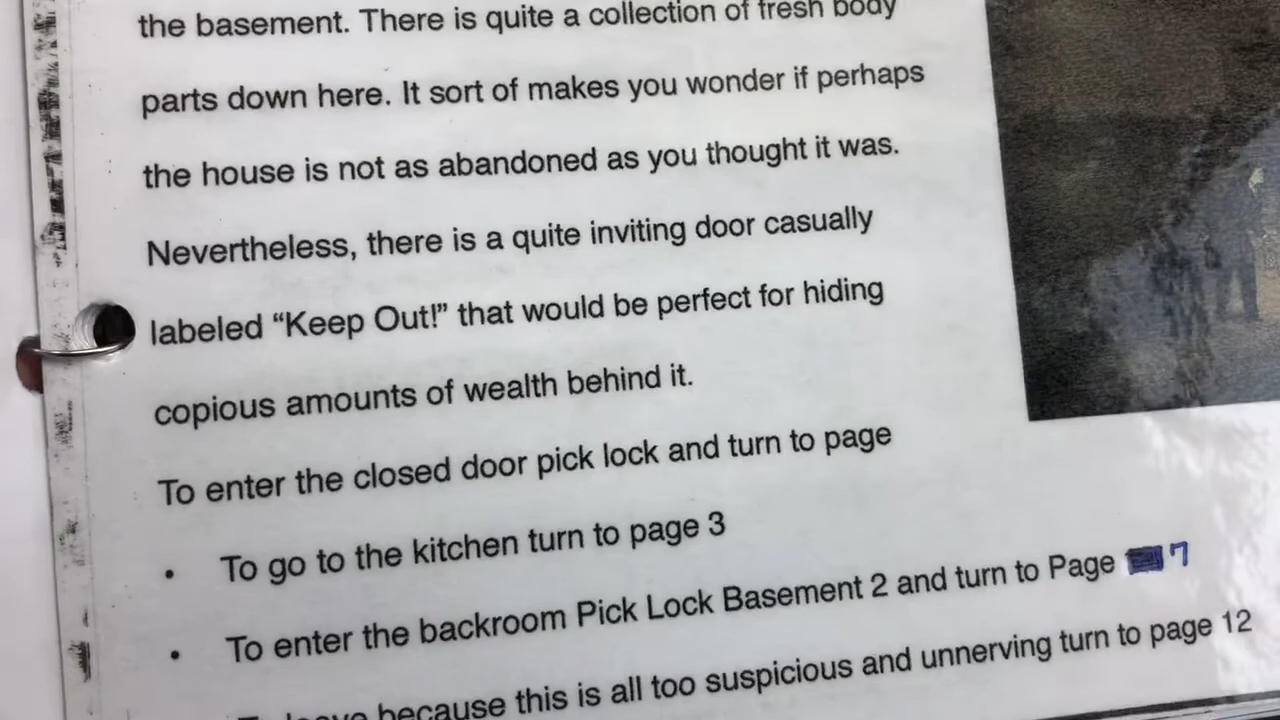 the basement. There is quite a collection of fresh body
parts down here. It sort of makes you wonder if perhaps
the house is not as abandoned as you thought it was.
Nevertheless, there is a quite inviting door casually
labeled “Keep Out!” that would be perfect for hiding
copious amounts of wealth behind it.
To enter the closed door pick lock and turn to page
• To go to the kitchen turn to page 3
• To enter the backroom Pick Lock Basement 2 and turn to Page 7
because this is all too suspicious and unnerving turn to page 12